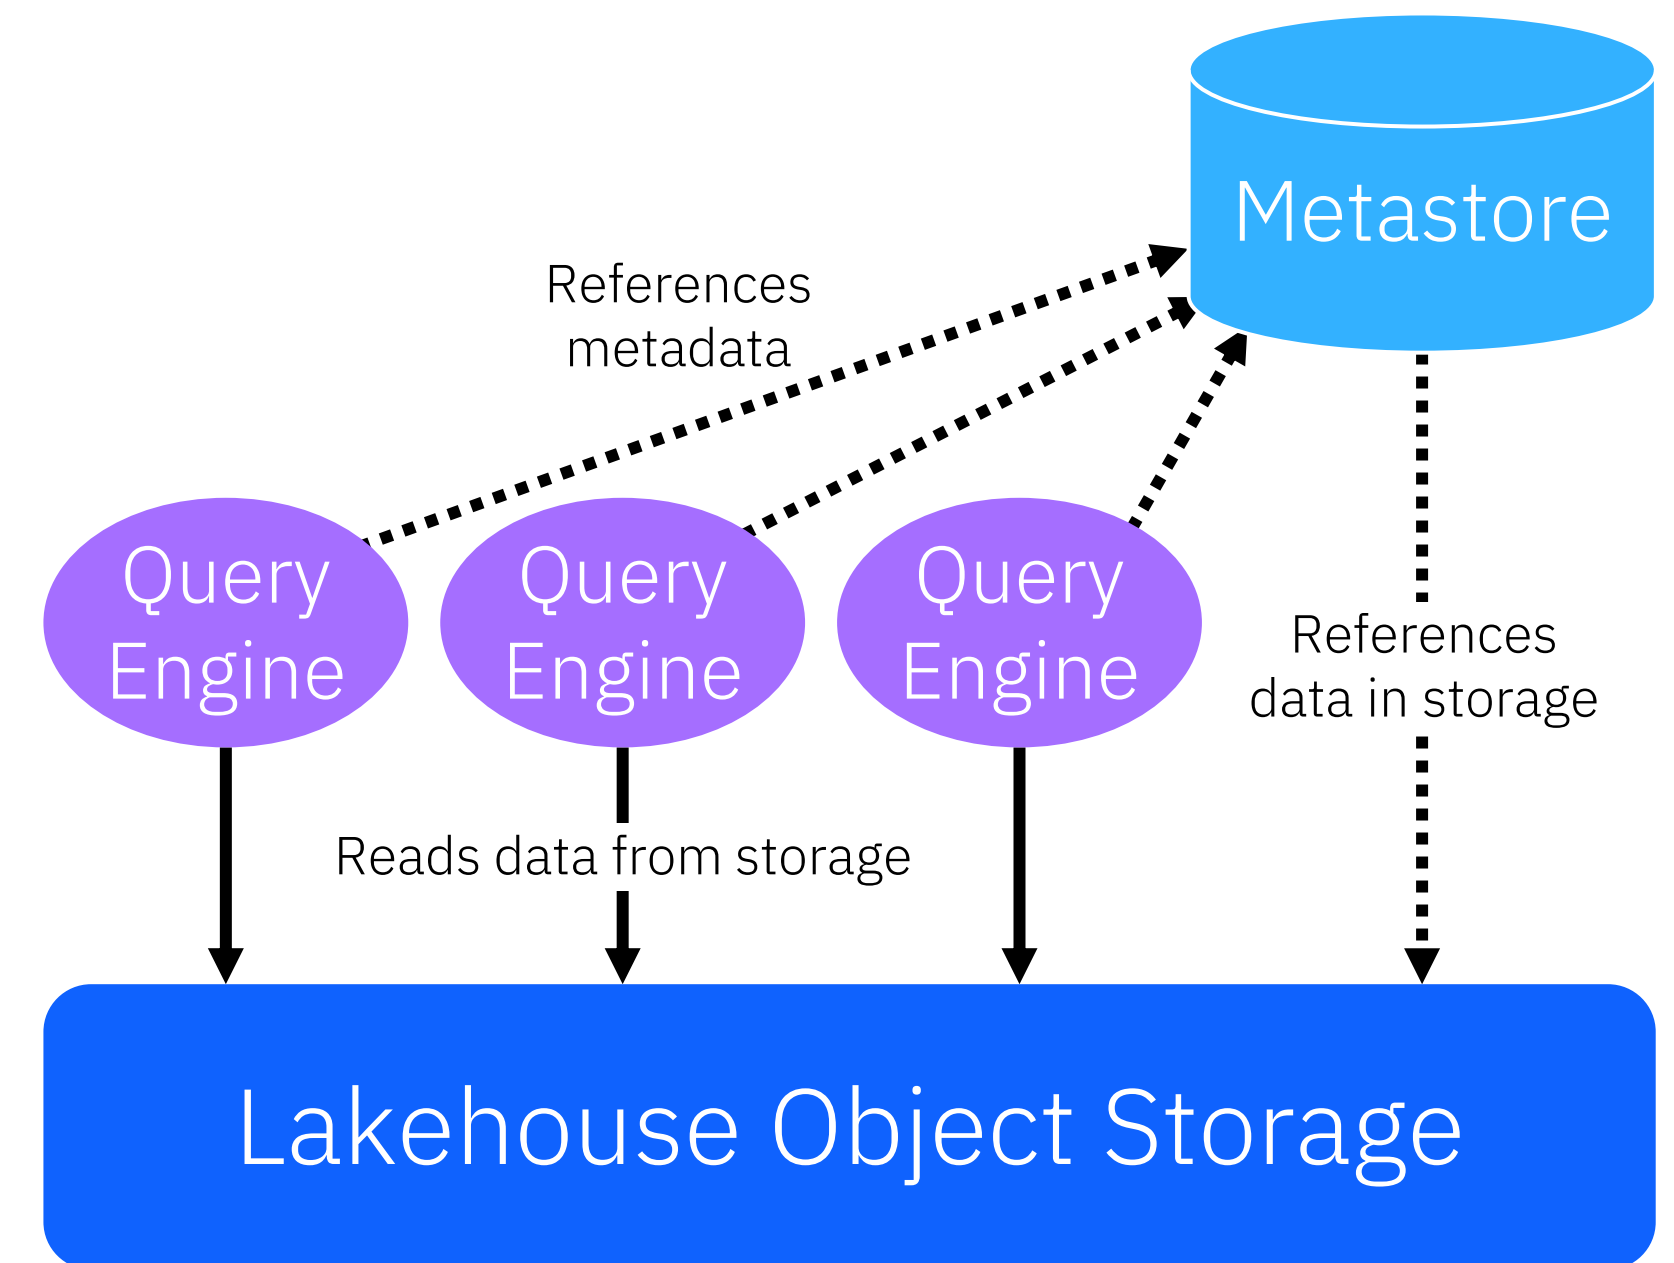 Metastore
References
metadata
Query
Engine
Query
Engine
Query
Engine
References
data in storage
Reads data from storage
Lakehouse Object Storage